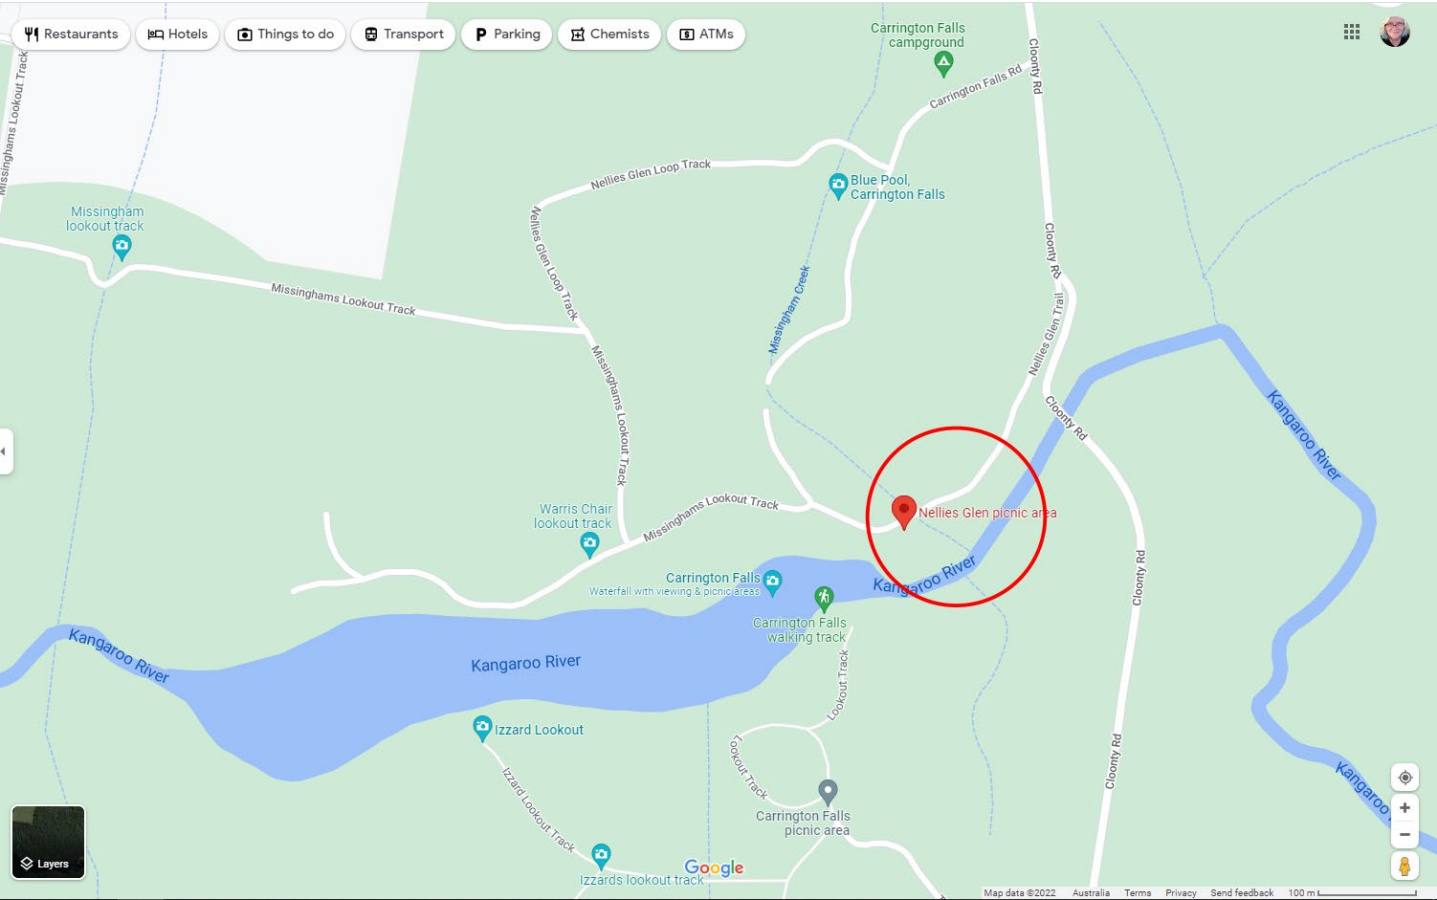 Restaurants
Hotels
Things to do
Transport
Parking
Chemists
ATMs
Carrington Falls
campground
Cloonty Rd
Carrington Falls Rd
Missinghams Lookout Track
Missinghams Lookout Track
Nellies Glen Loop Track
Blue Pool,
Carrington Falls
Missingham
lookout track
Nellies Glen Loop Track
Cloonty Rd
Missinghams Lookout Track
Missingham Creek
Nellies Glen Trail
Missinghams Lookout Track
Cloonty Rd
Kangaroo River
Warris Chair
lookout track
Missinghams Lookout Track
Nellies Glen picnic area
Carrington Falls
Waterfall with viewing & picnic areas
Kangaroo River
Cloonty Rd
Carrington Falls
walking track
Kangaroo River
Kangaroo River
Lookout Track
Izzard Lookout
Lookout Track
Cloonty Rd
Izzard Lookout Track
Kangaroo
Carrington Falls
picnic area
Layers
Google
Izzards lookout track
Map data ©2022 Australia Terms Privacy Send feedback 100 m